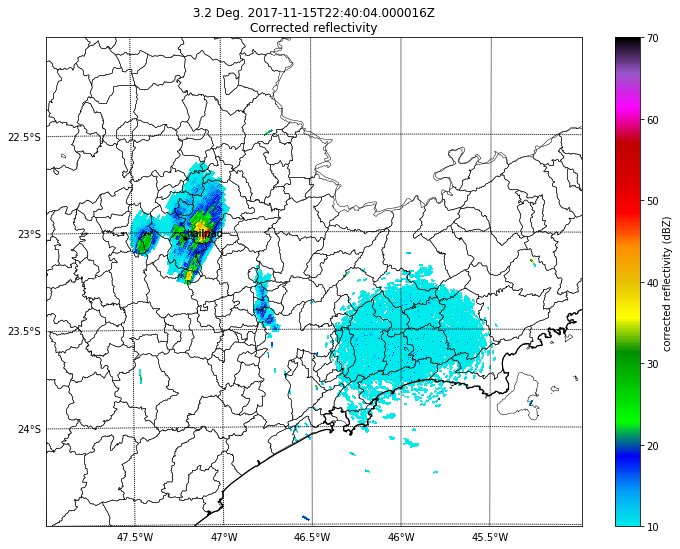 3.2 Deg. 2017-11-15T22:40:04.000016Z
Corrected reflectivity
22.5°S
23°S
23.5°S
24°S
47.5°W
47°W
46.5°W
46°W
45.5°W
70
60
50
40
30
20
10
corrected reflectivity (dBZ)